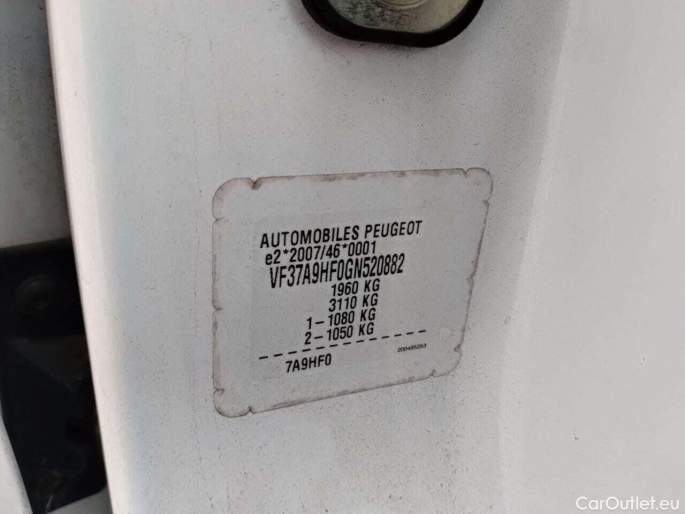 AUTOMOBILES PEUGEOT
e2*2007/46*0001
VF37A9HF0GN520882
1960 KG
3110 KG
1-1080 KG
2-1050 KG
7A9HF0
CarOutlet.eu